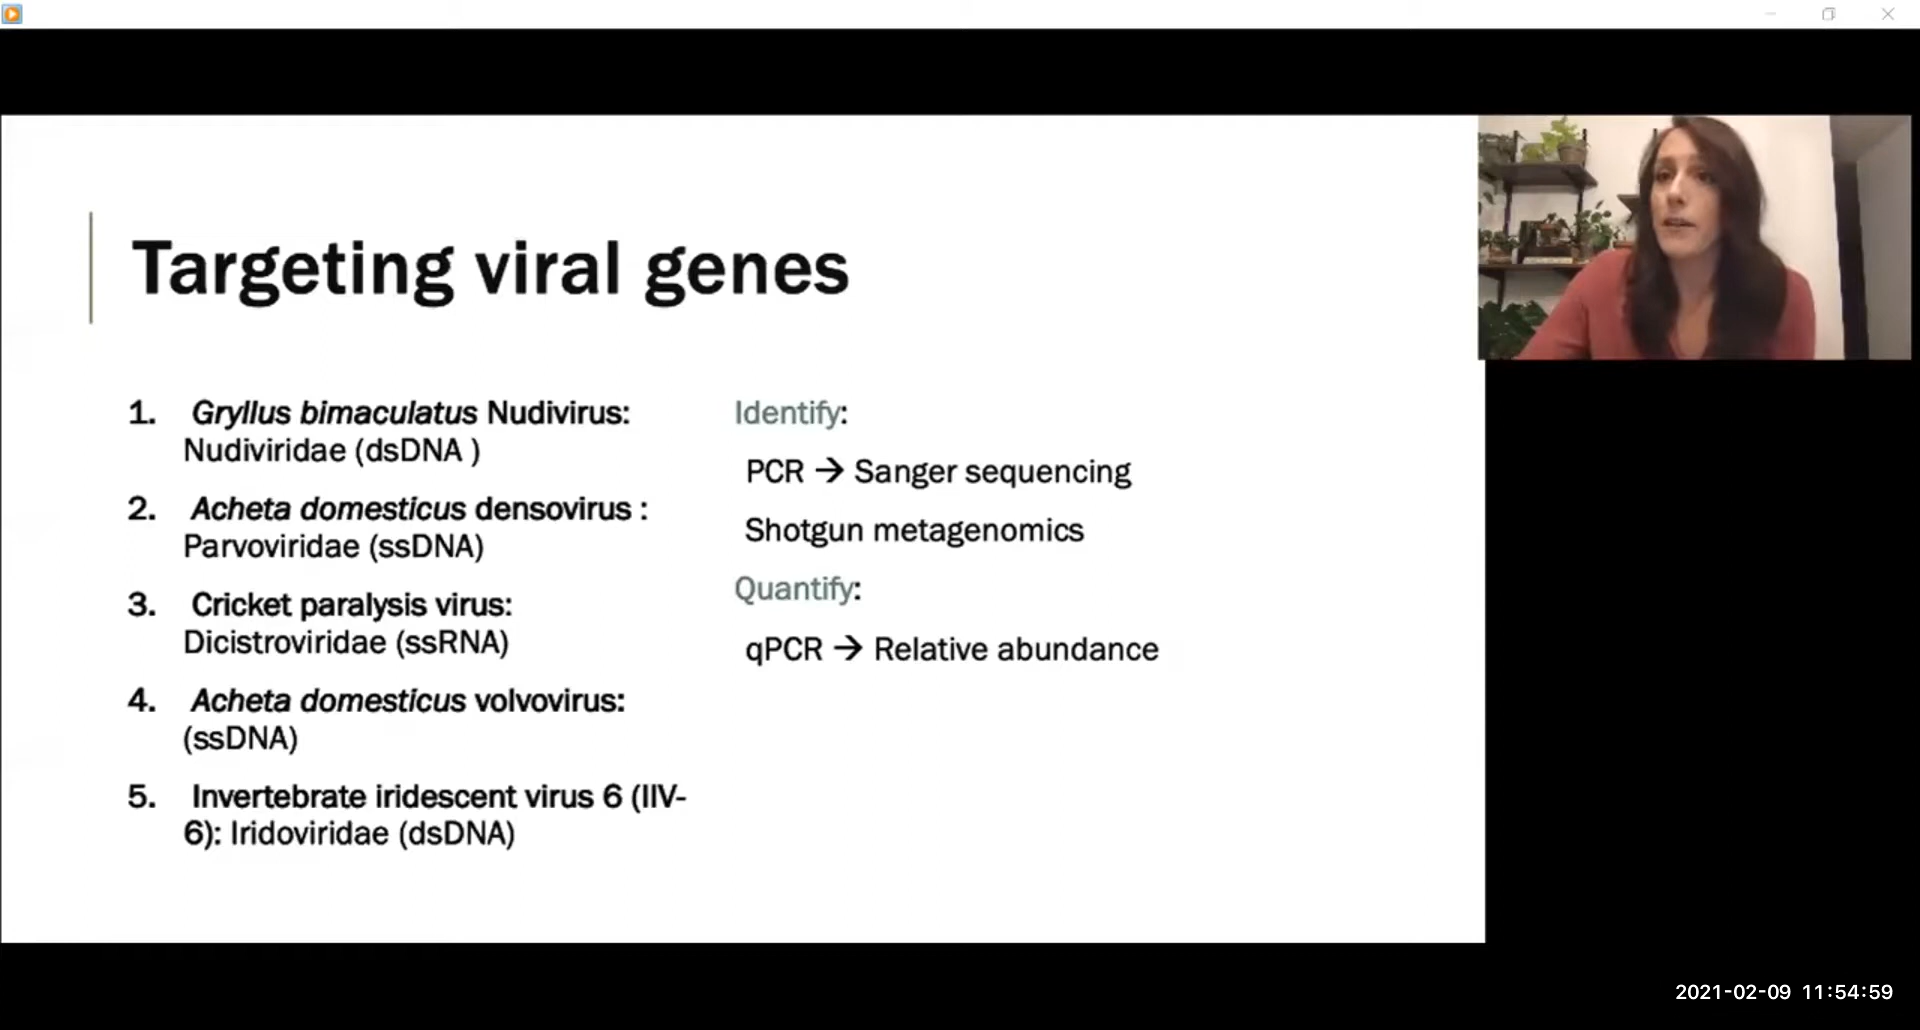 Targeting viral genes
1. Gryllus bimaculatus Nudivirus:
Nudiviridae (dsDNA )
2. Acheta domesticus densovirus :
Parvoviridae (ssDNA)
3. Cricket paralysis virus:
Dicistroviridae (ssRNA)
4. Acheta domesticus volvovirus:
(ssDNA)
5. Invertebrate iridescent virus 6 (IIV-
6): Iridoviridae (dsDNA)
Identify:
PCR → Sanger sequencing
Shotgun metagenomics
Quantify:
qPCR → Relative abundance
2021-02-09 11:54:59